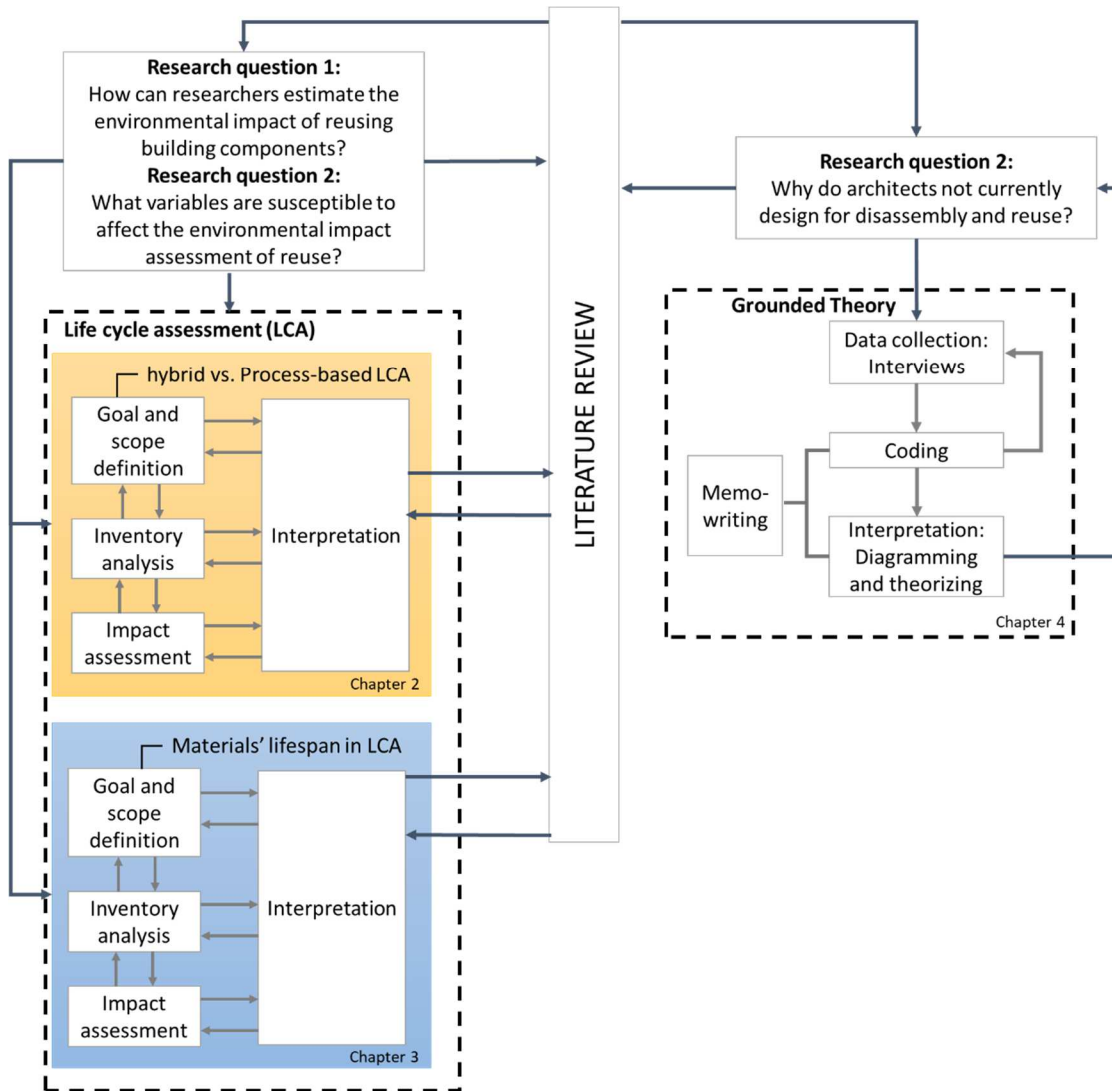 Research question 1:
How can researchers estimate the
environmental impact of reusing
building components?
Research question 2:
What variables are susceptible to
affect the environmental impact
assessment of reuse?
Life cycle assessment (LCA)
hybrid vs. Process-based LCA
Goal and
scope
definition
Inventory
analysis
Impact
assessment
Interpretation
Chapter 2
Materials' lifespan in LCA
Goal and
scope
definition
Inventory
analysis
Impact
assessment
Interpretation
Chapter 3
LITERATURE REVIEW
Research question 2:
Why do architects not currently
design for disassembly and reuse?
Grounded Theory
Data collection:
Interviews
Coding
Memo-
writing
Interpretation:
Diagramming
and theorizing
Chapter 4